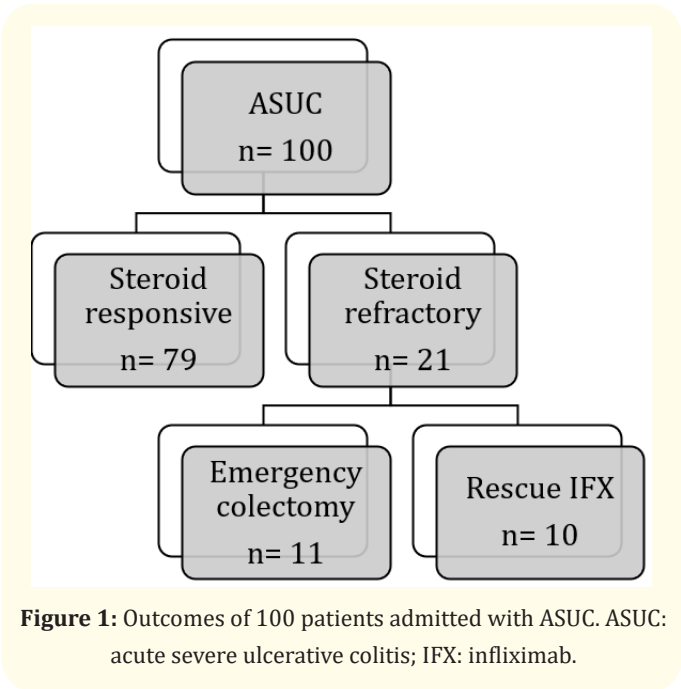 ASUC
n= 100
Steroid
responsive
n= 79
Steroid
refractory
n= 21
Emergency
colectomy
n= 11
Rescue IFX
n= 10
Figure 1: Outcomes of 100 patients admitted with ASUC. ASUC:
acute severe ulcerative colitis; IFX: infliximab.